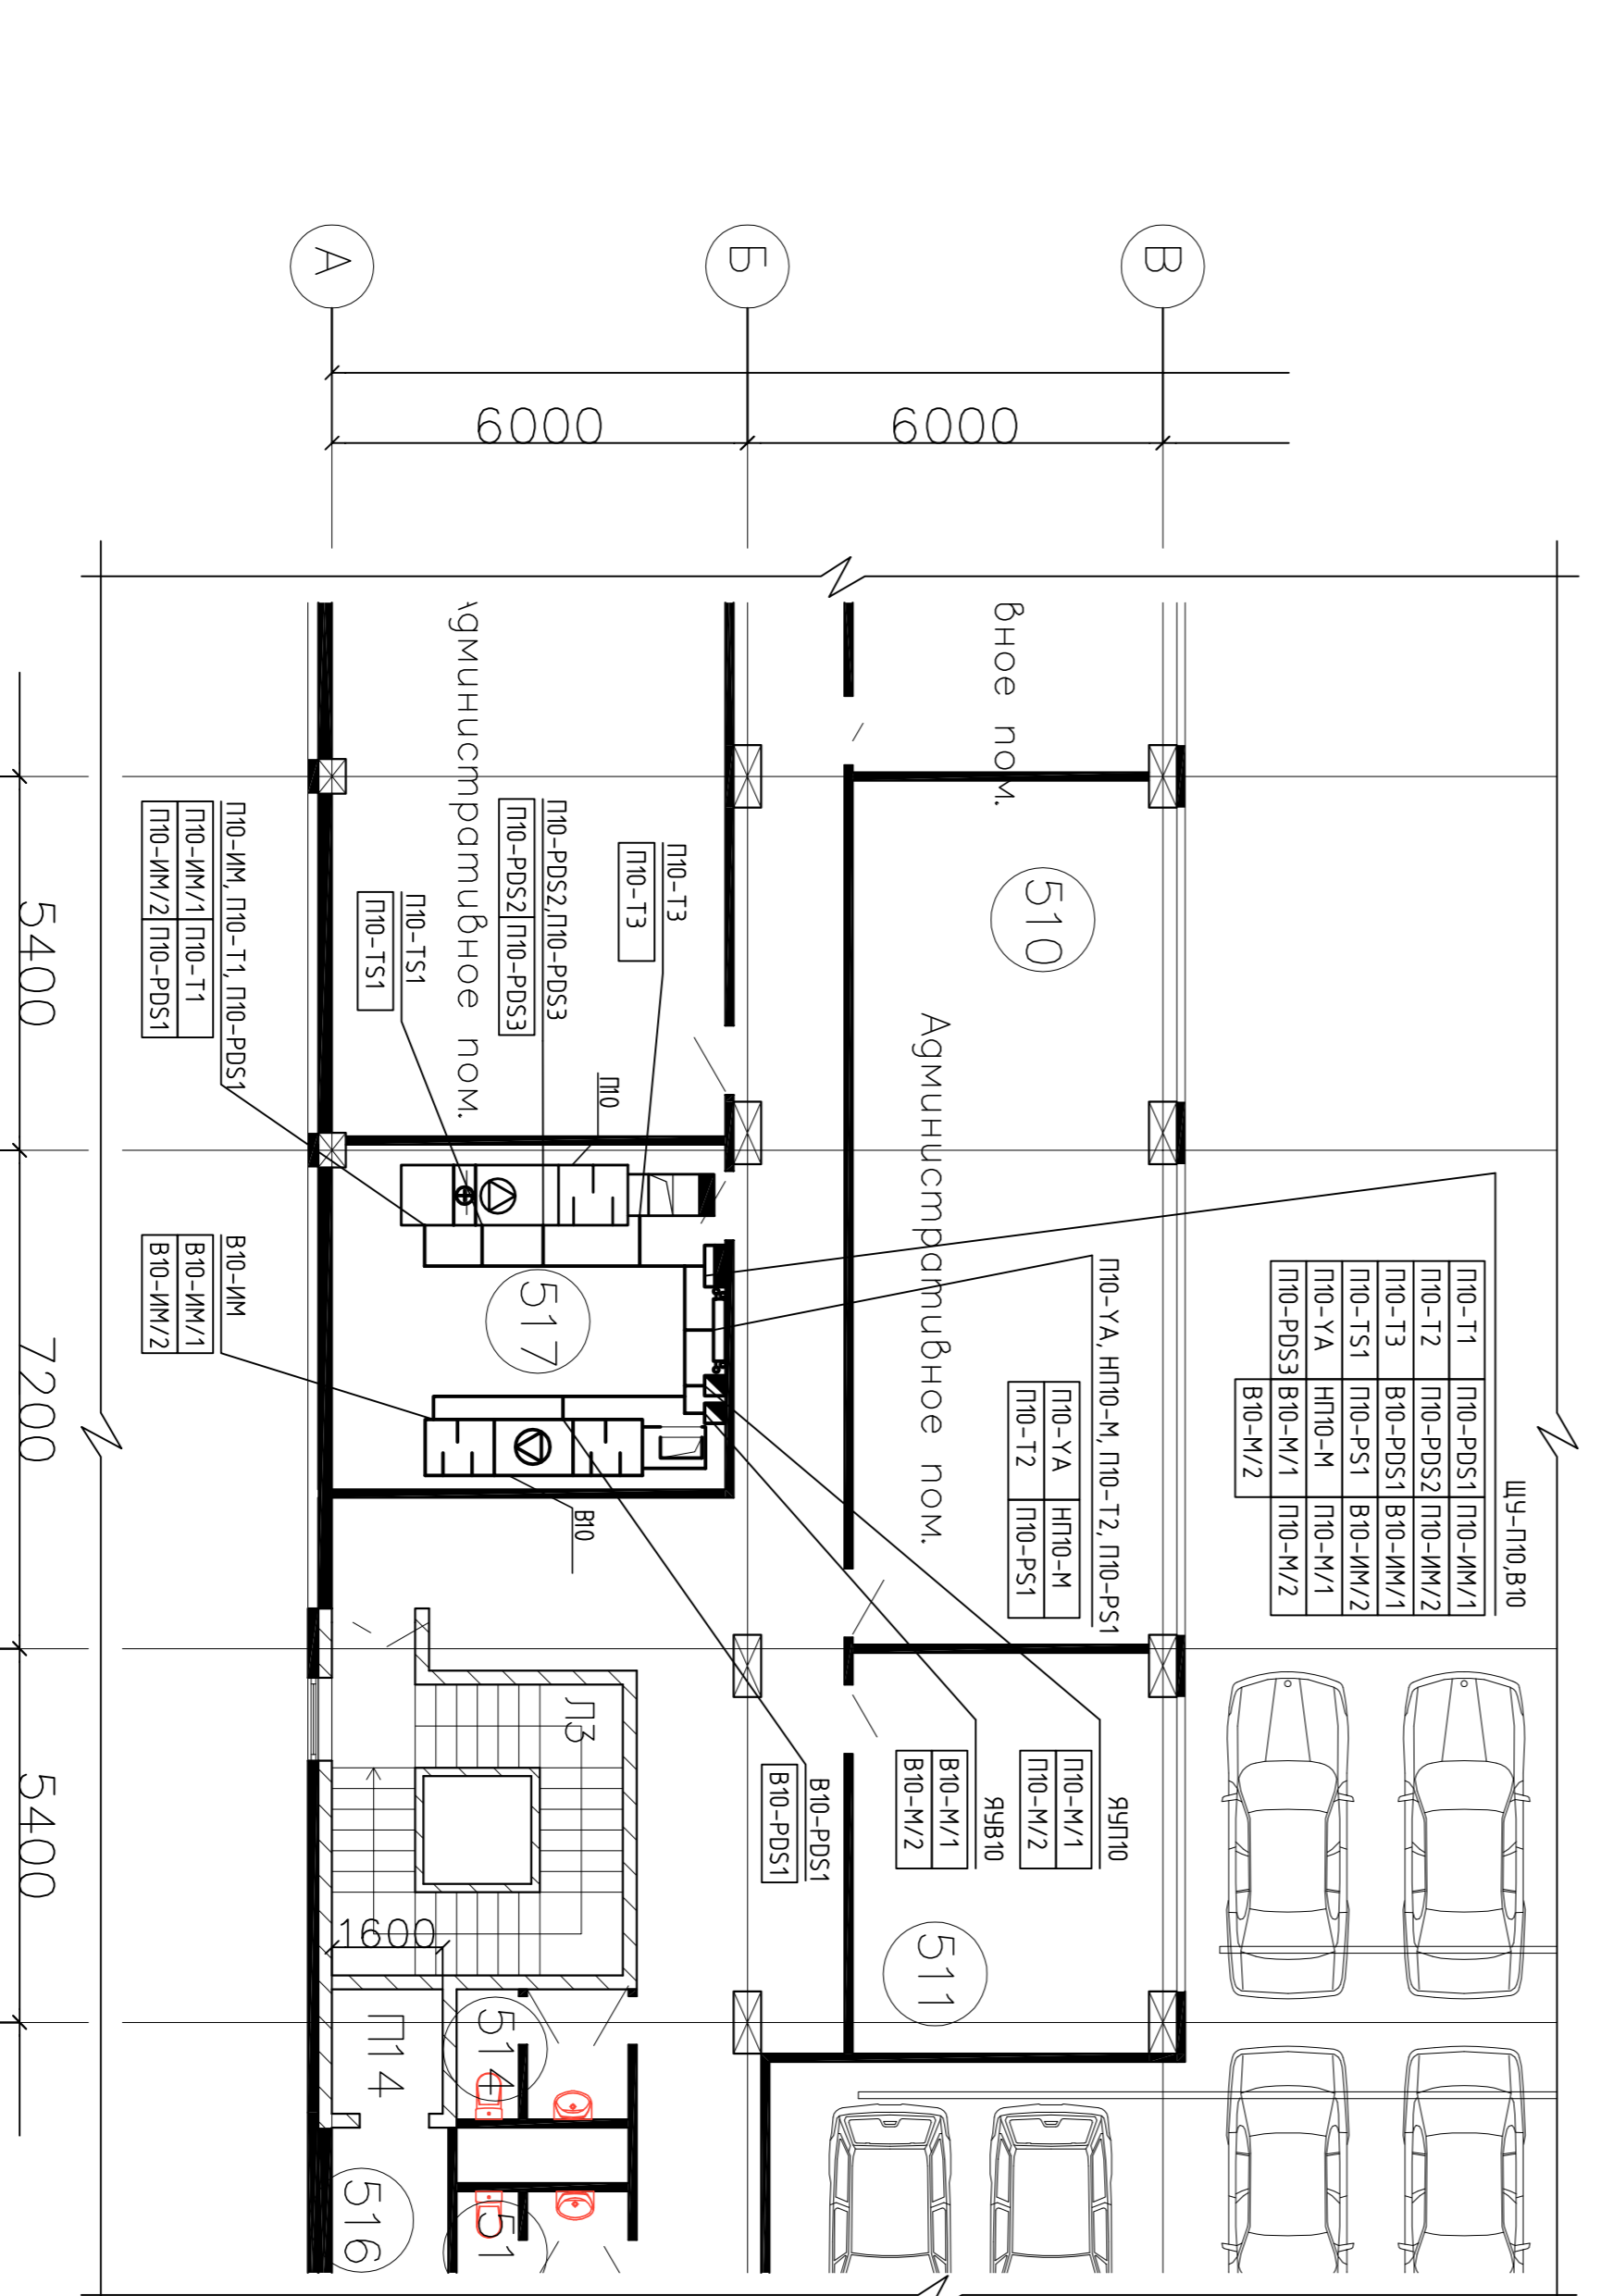 А
Б
В
6000
6000
5400
7200
5400
ЩУ-П10,В10
П10-Т1 П10-PDS1 П10-ИМ/1
П10-Т2 П10-PDS2 П10-ИМ/2
П10-Т3 В10-PDS1 В10-ИМ/1
П10-TS1 П10-PS1 В10-ИМ/2
П10-YA НП10-М П10-М/1
П10-PDS3 В10-М/1 П10-М/2
В10-М/2
П10-YA, НП10-М, П10-Т2, П10-PS1
П10-YA НП10-М
П10-Т2 П10-PS1
вное пом.
510
Административное пом.
ЯУП10
П10-М/1
П10-М/2
ЯУВ10
В10-М/1
В10-М/2
511
В10-PDS1
В10-PDS1
П10-Т3
П10-Т3
П10
П10-PDS2,П10-PDS3
П10-PDS2 П10-PDS3
Административное пом.
П10-TS1
П10-TS1
517
В10
П10-ИМ, П10-Т1, П10-PDS1
П10-ИМ/1 П10-Т1
П10-ИМ/2 П10-PDS1
В10-ИМ
В10-ИМ/1
В10-ИМ/2
Л3
1600
П14
514
516
51